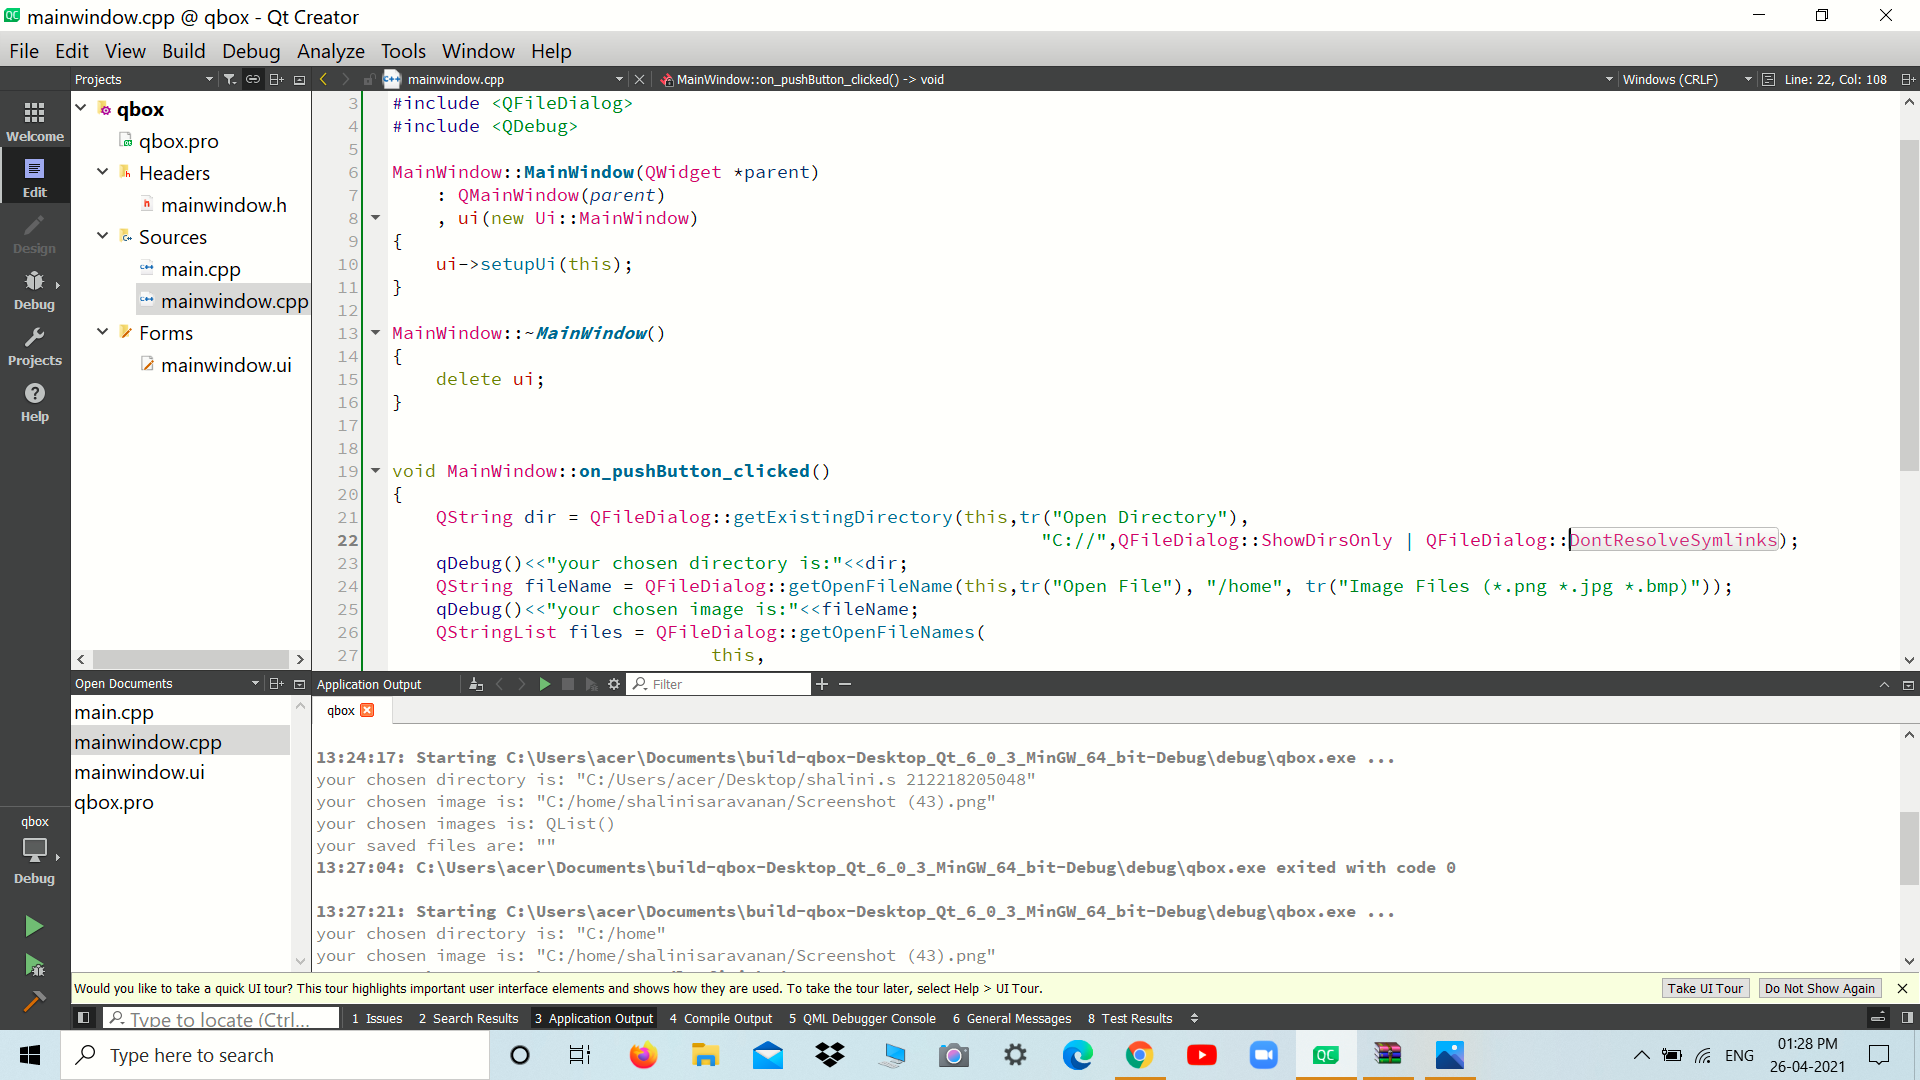 mainwindow.cpp @ qbox - Qt Creator
File Edit View Build Debug Analyze Tools Window Help
Projects
mainwindow.cpp
MainWindow::on_pushButton_clicked() -> void
Windows (CRLF)
Line: 22, Col: 108
Welcome
Edit
Design
Debug
Projects
Help
qbox
qbox.pro
Headers
mainwindow.h
Sources
main.cpp
mainwindow.cpp
Forms
mainwindow.ui
3 #include <QFileDialog>
4 #include <QDebug>
5
6 MainWindow::MainWindow(QWidget *parent)
7 : QMainWindow(parent)
8 , ui(new Ui::MainWindow)
9 {
10 ui->setupUi(this);
11 }
12
13 MainWindow::~MainWindow()
14 {
15 delete ui;
16 }
17
18
19 void MainWindow::on_pushButton_clicked()
20 {
21 QString dir = QFileDialog::getExistingDirectory(this,tr("Open Directory"),
22 "C://",QFileDialog::ShowDirsOnly | QFileDialog::DontResolveSymlinks);
23 qDebug()<<"your chosen directory is:"<<dir;
24 QString fileName = QFileDialog::getOpenFileName(this,tr("Open File"), "/home", tr("Image Files (*.png *.jpg *.bmp)"));
25 qDebug()<<"your chosen image is:"<<fileName;
26 QStringList files = QFileDialog::getOpenFileNames(
27 this,
Open Documents
main.cpp
mainwindow.cpp
mainwindow.ui
qbox.pro
qbox
Debug
Application Output
Filter
qbox
13:24:17: Starting C:\Users\acer\Documents\build-qbox-Desktop_Qt_6_0_3_MinGW_64_bit-Debug\debug\qbox.exe ...
your chosen directory is: "C:/Users/acer/Desktop/shalini.s 212218205048"
your chosen image is: "C:/home/shalinisaravanan/Screenshot (43).png"
your chosen images is: QList()
your saved files are: ""
13:27:04: C:\Users\acer\Documents\build-qbox-Desktop_Qt_6_0_3_MinGW_64_bit-Debug\debug\qbox.exe exited with code 0
13:27:21: Starting C:\Users\acer\Documents\build-qbox-Desktop_Qt_6_0_3_MinGW_64_bit-Debug\debug\qbox.exe ...
your chosen directory is: "C:/home"
your chosen image is: "C:/home/shalinisaravanan/Screenshot (43).png"
Would you like to take a quick UI tour? This tour highlights important user interface elements and shows how they are used. To take the tour later, select Help > UI Tour.
Take UI Tour
Do Not Show Again
Type to locate (Ctrl...
1 Issues
2 Search Results
3 Application Output
4 Compile Output
5 QML Debugger Console
6 General Messages
8 Test Results
Type here to search
QC
ENG
01:28 PM
26-04-2021